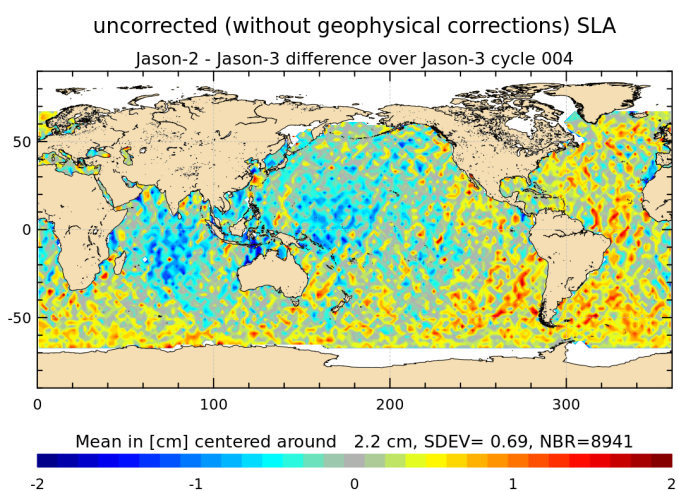 uncorrected (without geophysical corrections) SLA
Jason-2 - Jason-3 difference over Jason-3 cycle 004
50
0
-50
0 100 200 300
Mean in [cm] centered around 2.2 cm, SDEV= 0.69, NBR=8941
-2 -1 0 1 2